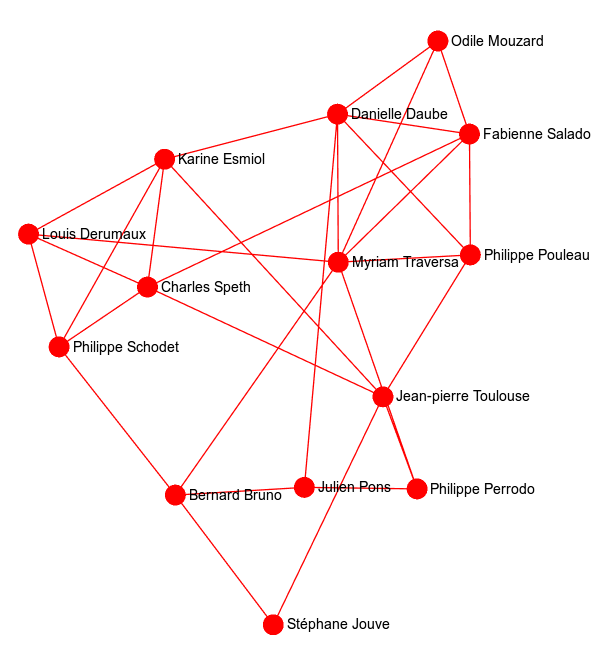 Odile Mouzard
Danielle Daube
Fabienne Salado
Karine Esmiol
Louis Derumaux
Myriam Traversa
Philippe Pouleau
Charles Speth
Philippe Schodet
Jean-pierre Toulouse
Bernard Bruno
Julien Pons
Philippe Perrodo
Stéphane Jouve